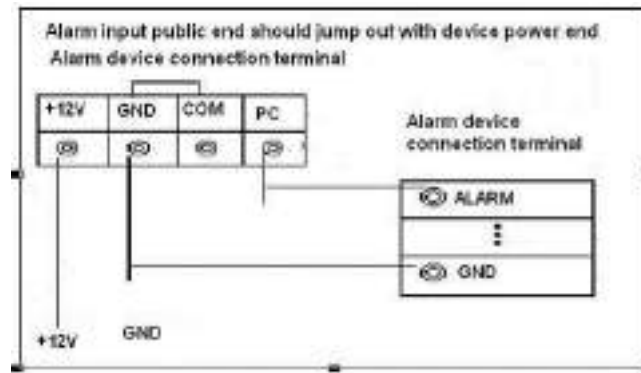 Alarm input public end should jump out with device power end
Alarm device connection terminal
+12V GND COM PC
Alarm device
connection terminal
ALARM
GND
+12V GND